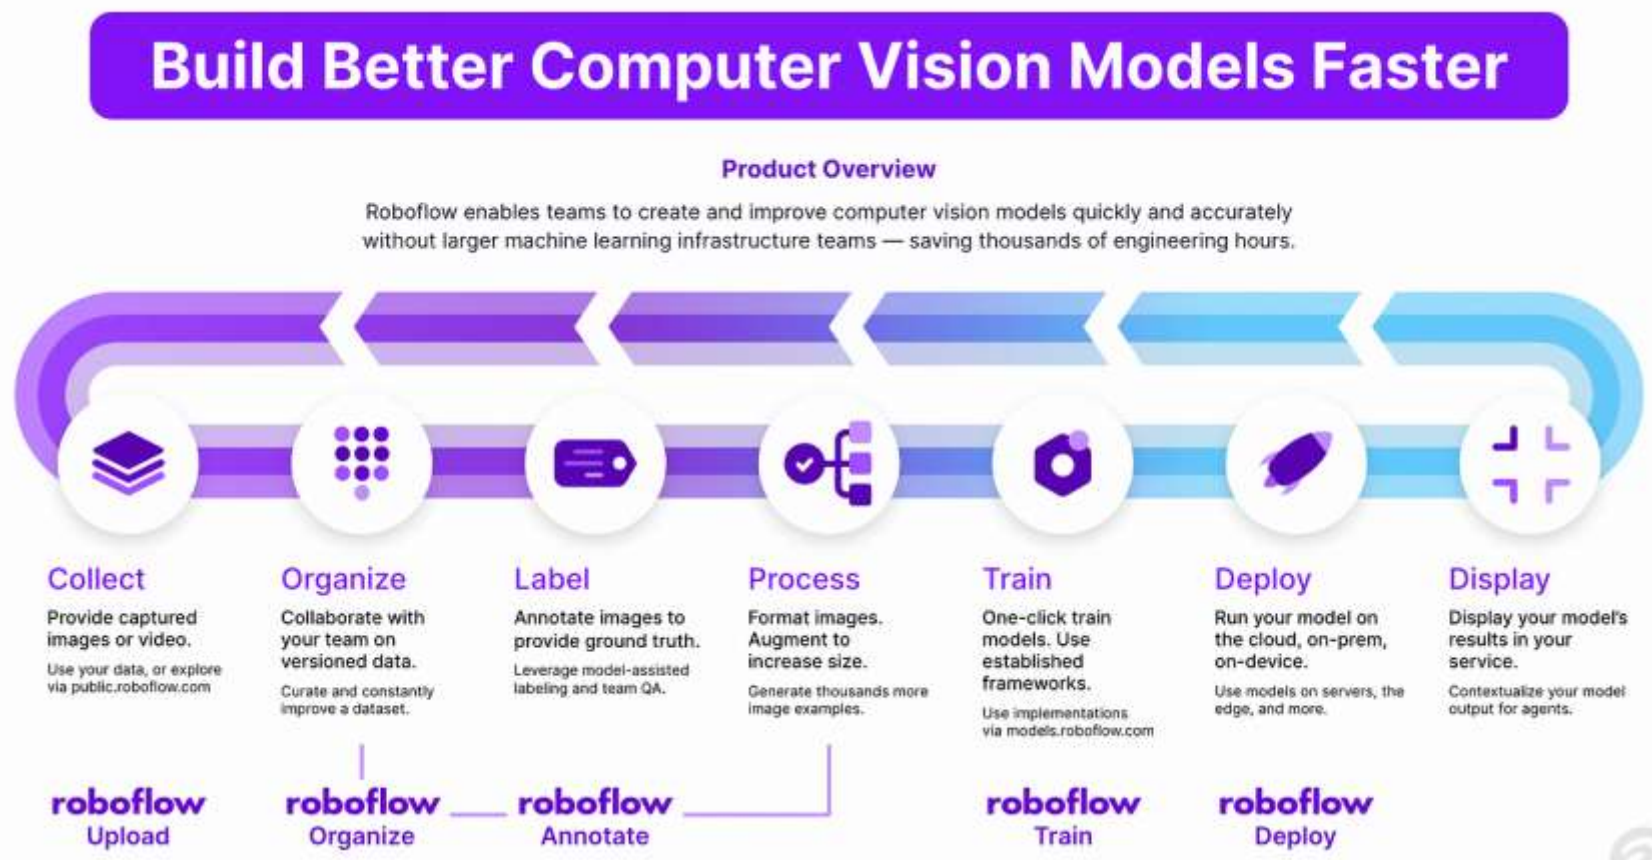 Build Better Computer Vision Models Faster
Product Overview
Roboflow enables teams to create and improve computer vision models quickly and accurately
without larger machine learning infrastructure teams — saving thousands of engineering hours.
Collect
Provide captured
images or video.
Use your data, or explore
via public.roboflow.com
Organize
Collaborate with
your team on
versioned data.
Curate and constantly
improve a dataset.
Label
Annotate images to
provide ground truth.
Leverage model-assisted
labeling and team QA.
Process
Format images.
Augment to
increase size.
Generate thousands more
image examples.
Train
One-click train
models. Use
established
frameworks.
Use implementations
via models.roboflow.com
Deploy
Run your model on
the cloud, on-prem,
on-device.
Use models on servers, the
edge, and more.
Display
Display your model's
results in your
service.
Contextualize your model
output for agents.
roboflow
Upload
roboflow
Organize
roboflow
Annotate
roboflow
Train
roboflow
Deploy